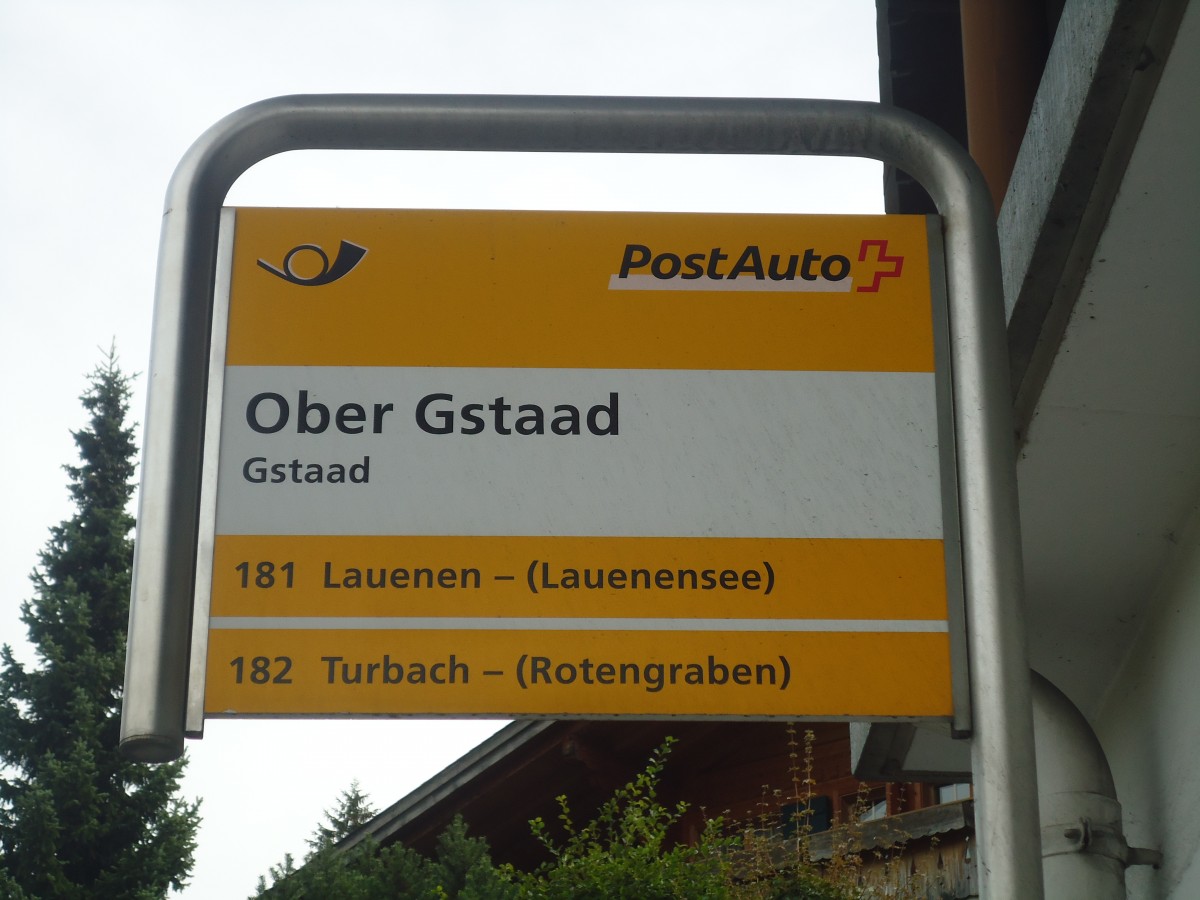 PostAuto
Ober Gstaad
Gstaad
181 Lauenen – (Lauenensee)
182 Turbach – (Rotengraben)